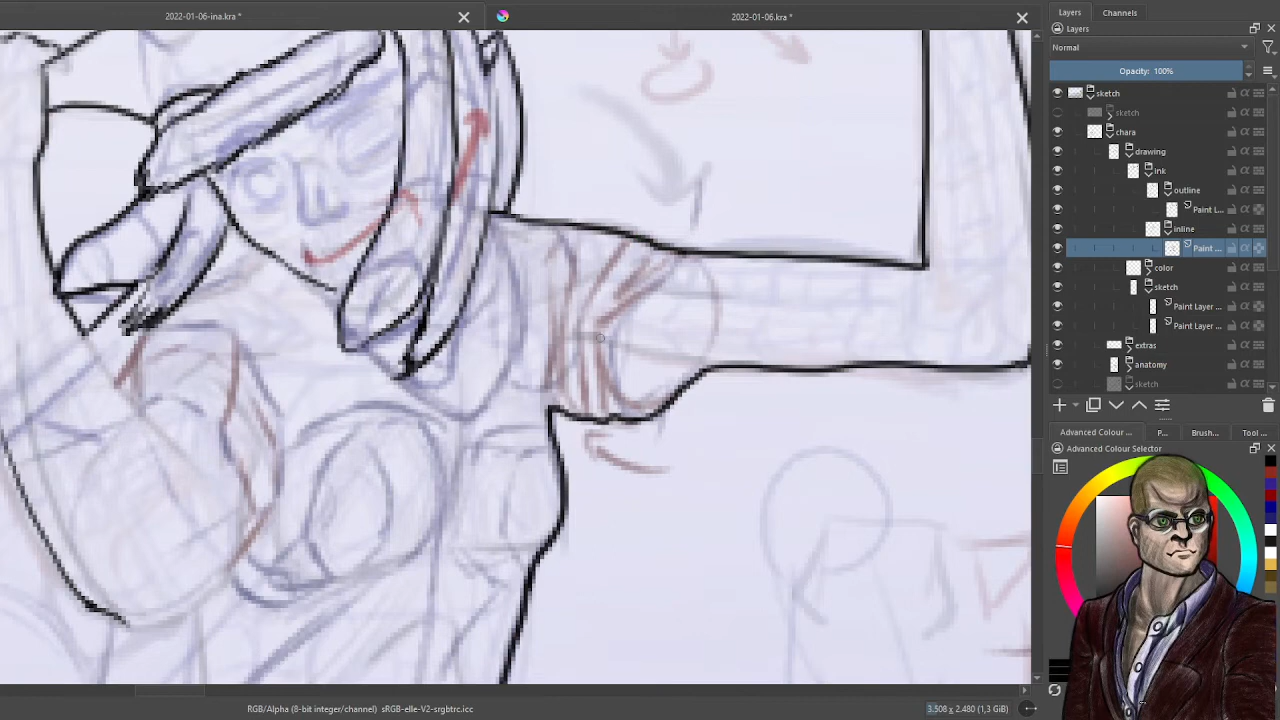 2022-01-06-ina.kra *
2022-01-06.kra *
Layers
Channels
Layers
Normal
Opacity: 100%
sketch
sketch
chara
drawing
ink
outline
Paint L...
inline
Paint ...
color
sketch
Paint Layer ...
Paint Layer ...
extras
anatomy
sketch
Advanced Colour ...
P...
Brush...
Tool ...
Advanced Colour Selector
RGB/Alpha (8-bit integer/channel) sRGB-elle-V2-srgbtrc.icc
3.508 x 2.480 (1,3 GiB)